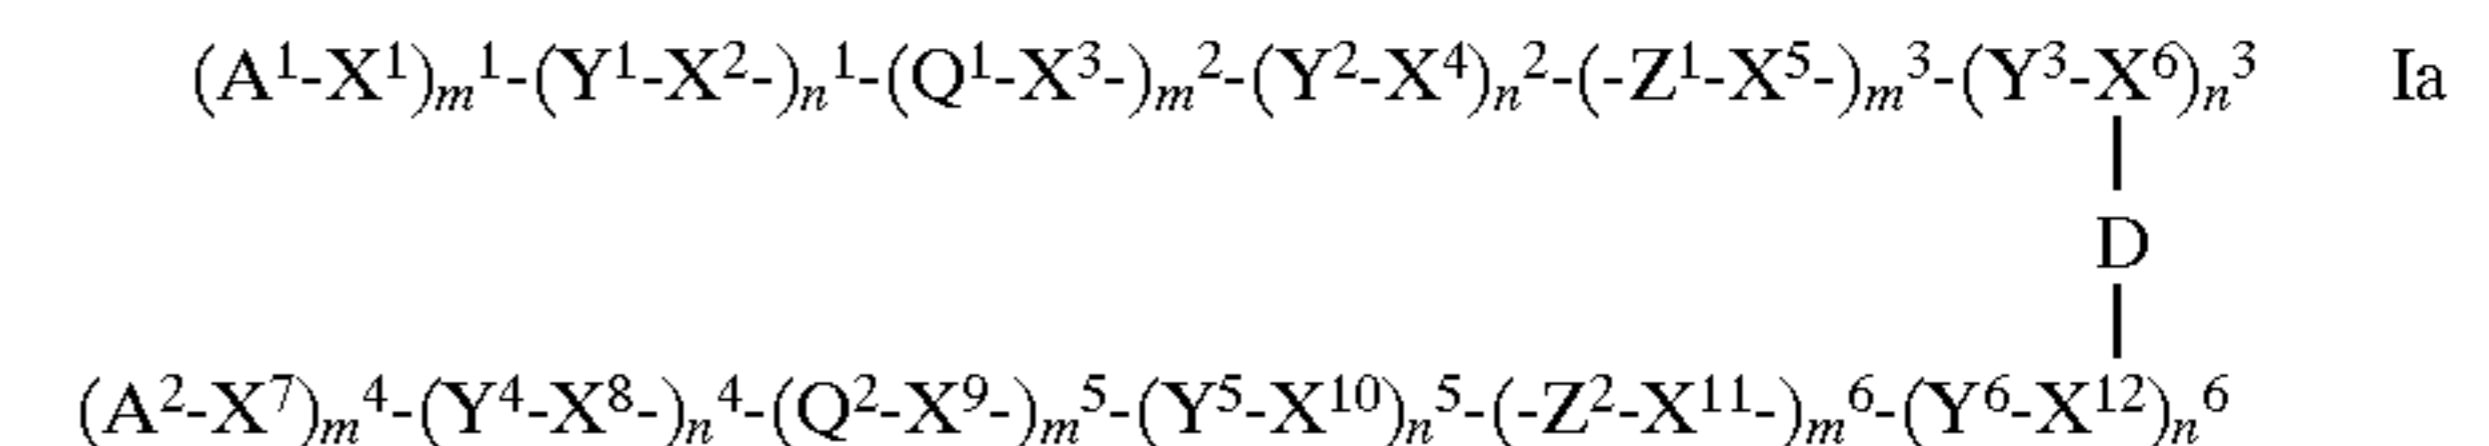 (A¹-X¹)ₘ¹-(Y¹-X²-)ₙ¹-(Q¹-X³-)ₘ²-(Y²-X⁴)ₙ²-(-Z¹-X⁵-)ₘ³-(Y³-X⁶)ₙ³ Ia
D
(A²-X⁷)ₘ⁴-(Y⁴-X⁸-)ₙ⁴-(Q²-X⁹-)ₘ⁵-(Y⁵-X¹⁰)ₙ⁵-(-Z²-X¹¹-)ₘ⁶-(Y⁶-X¹²)ₙ⁶